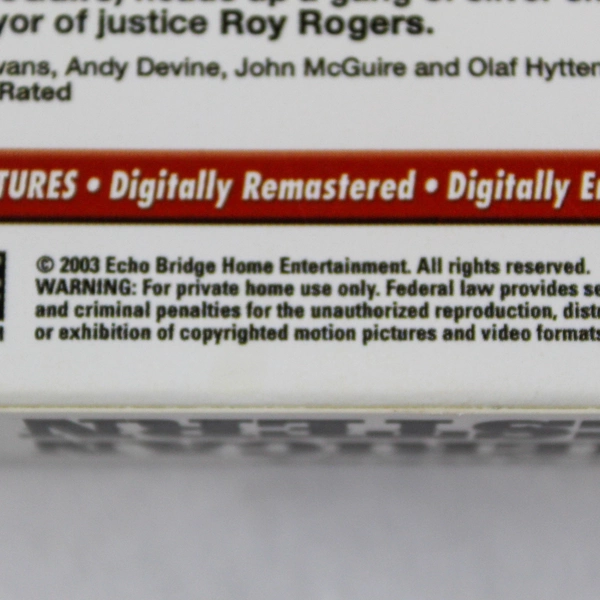 yor of justice Roy Rogers.
vans, Andy Devine, John McGuire and Olaf Hytten
Rated
TURES • Digitally Remastered • Digitally E
© 2003 Echo Bridge Home Entertainment. All rights reserved.
WARNING: For private home use only. Federal law provides se
and criminal penalties for the unauthorized reproduction, dist
or exhibition of copyrighted motion pictures and video formats